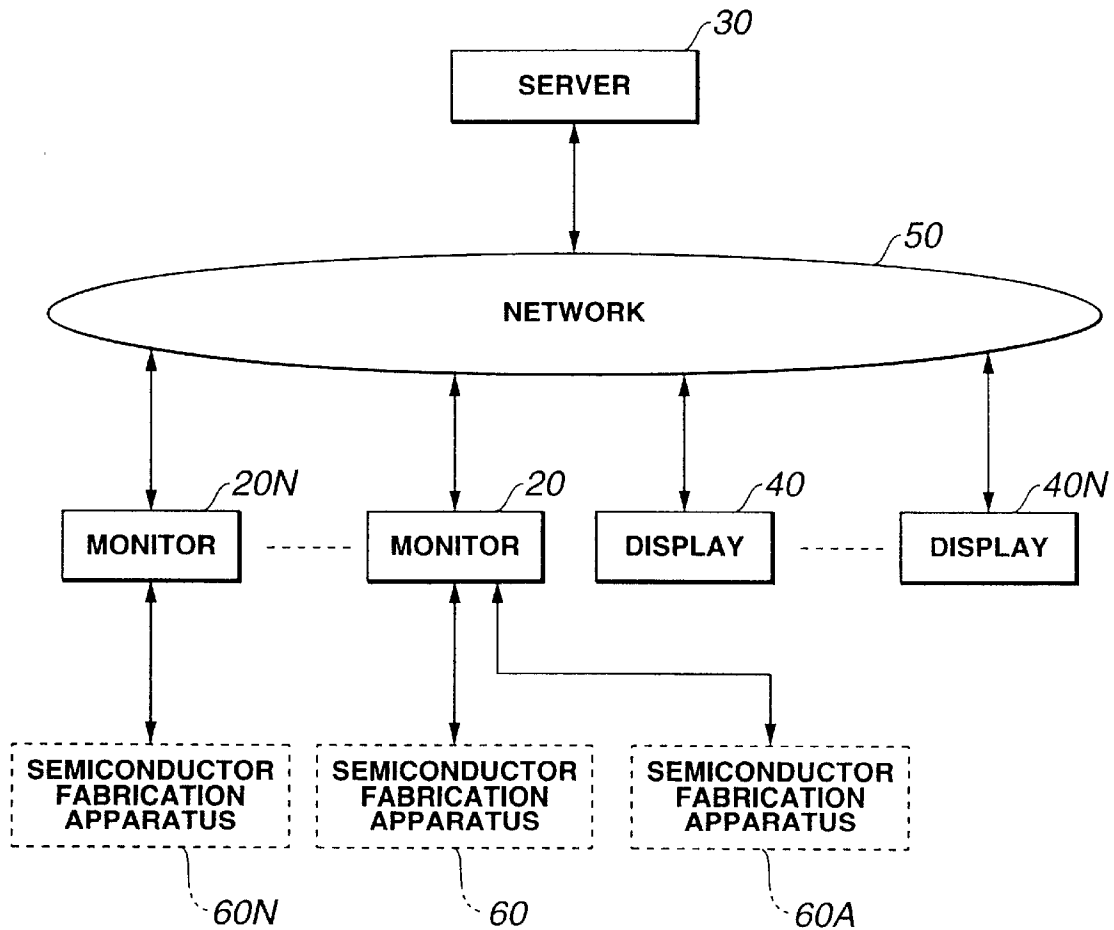 30
SERVER
50
NETWORK
20N
20
40
40N
MONITOR
MONITOR
DISPLAY
DISPLAY
SEMICONDUCTOR
FABRICATION
APPARATUS
SEMICONDUCTOR
FABRICATION
APPARATUS
SEMICONDUCTOR
FABRICATION
APPARATUS
60N
60
60A